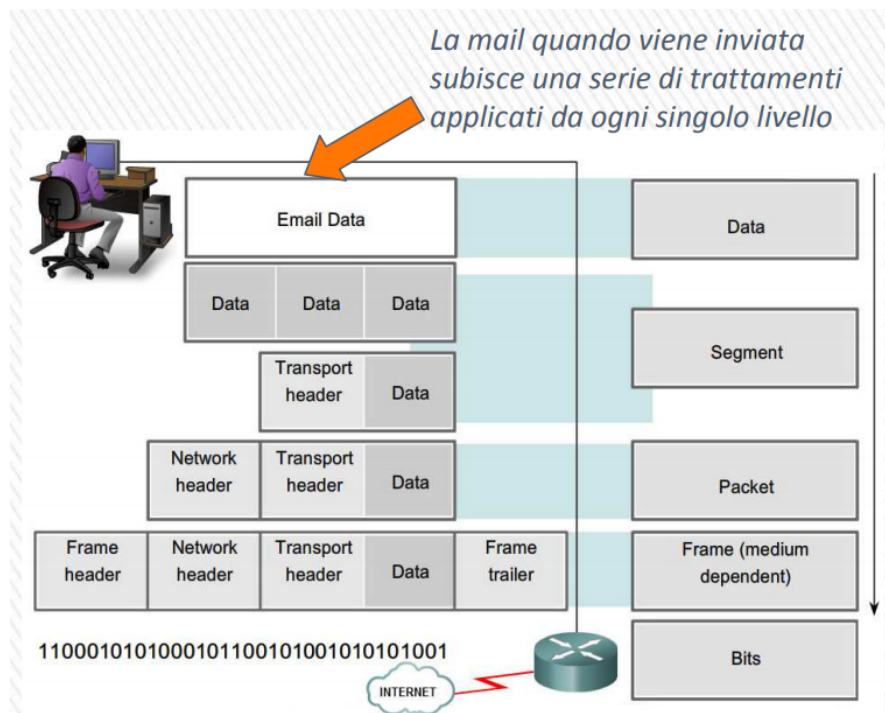 La mail quando viene inviata
subisce una serie di trattamenti
applicati da ogni singolo livello
Email Data
Data
Data
Data
Data
Segment
Transport
header
Data
Network
header
Transport
header
Data
Packet
Frame
header
Network
header
Transport
header
Data
Frame
trailer
Frame (medium
dependent)
1100010101000101100101001010101001
Bits
INTERNET